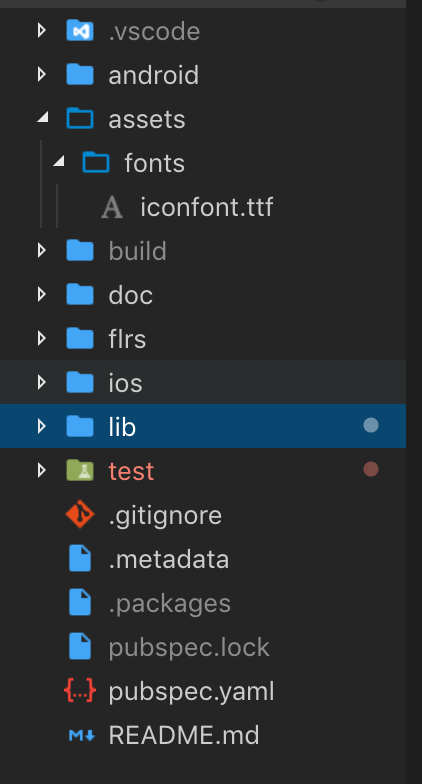 .vscode
android
assets
fonts
iconfont.ttf
build
doc
flrs
ios
lib
test
.gitignore
.metadata
.packages
pubspec.lock
pubspec.yaml
README.md